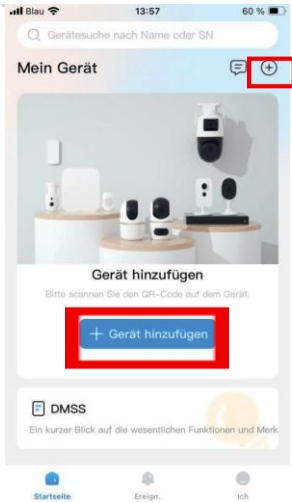 Blau 13:57 60 %
Gerätesuche nach Name oder SN
Mein Gerät
Gerät hinzufügen
Bitte scannen Sie den QR-Code auf dem Gerät.
+ Gerät hinzufügen
DMSS
Ein kurzer Blick auf die wesentlichen Funktionen und Merk
Startseite Ereign. Ich